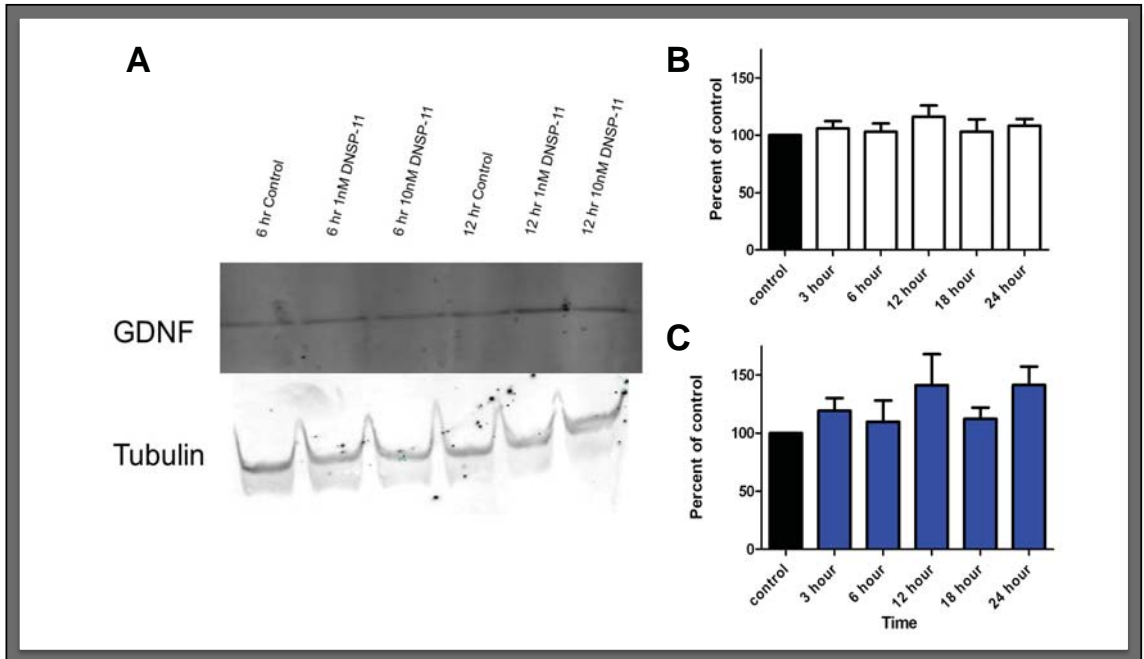 A
6 hr Control
6 hr 1nM DNSP-11
6 hr 10nM DNSP-11
12 hr Control
12 hr 1nM DNSP-11
12 hr 10nM DNSP-11
GDNF
Tubulin
B
Percent of control
150
100
50
0
control
3 hour
6 hour
12 hour
18 hour
24 hour
C
Percent of control
150
100
50
0
control
3 hour
6 hour
12 hour
18 hour
24 hour
Time